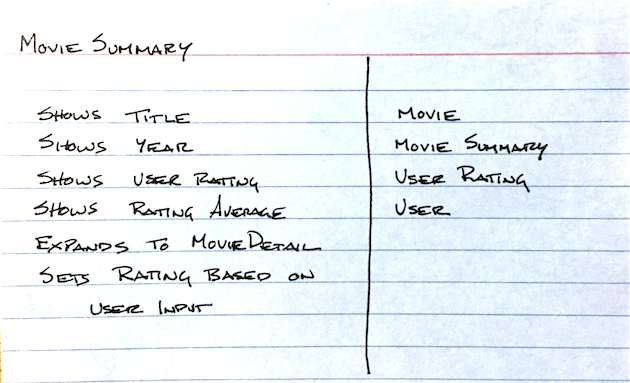 MOVIE SUMMARY
SHOWS TITLE
SHOWS YEAR
SHOWS USER RATING
SHOWS RATING AVERAGE
EXPANDS TO MOVIEDETAIL
SETS RATING BASED ON
USER INPUT
MOVIE
MOVIE SUMMARY
USER RATING
USER